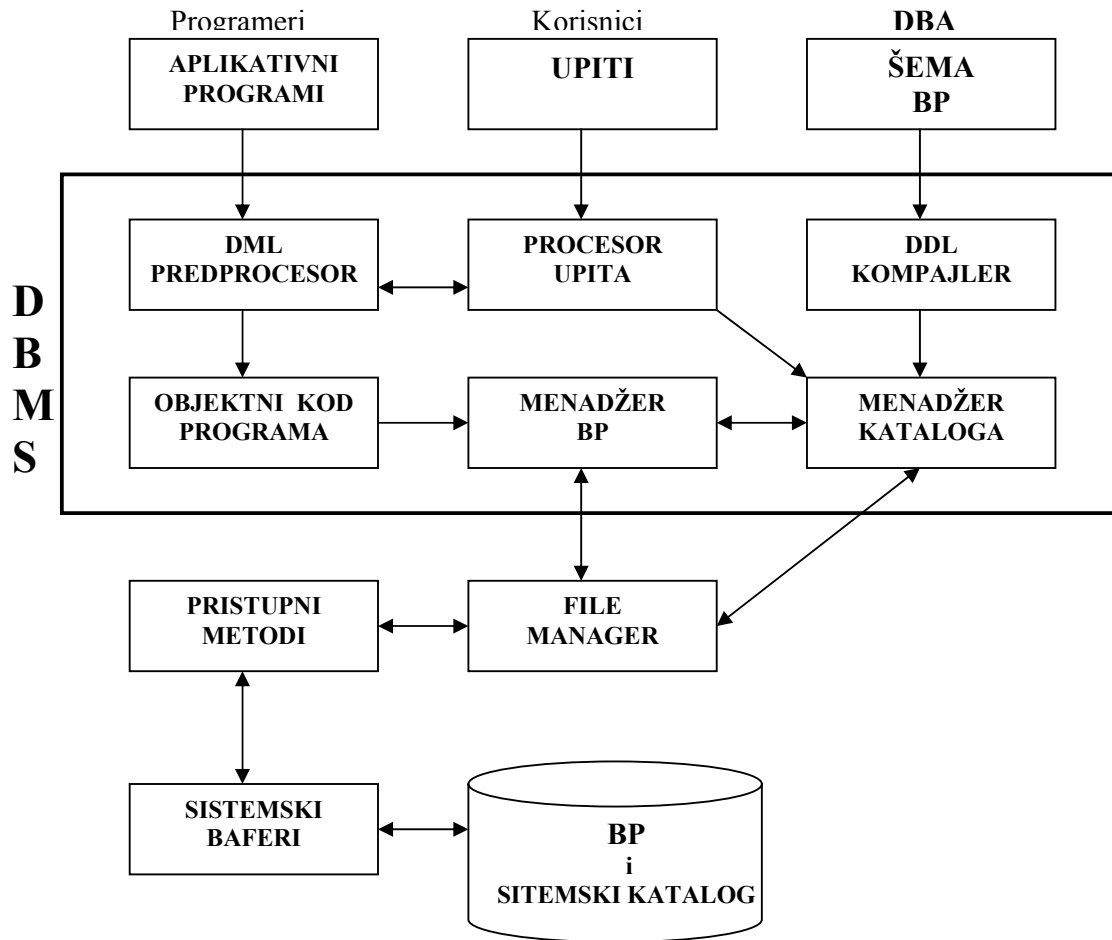 Programeri
Korisnici
DBA
APLIKATIVNI
PROGRAMI
UPITI
ŠEMA
BP
D
B
M
S
DML
PREDPROCESOR
PROCESOR
UPITA
DDL
KOMPAJLER
OBJEKTNI KOD
PROGRAMA
MENADŽER
BP
MENADŽER
KATALOGA
PRISTUPNI
METODI
FILE
MANAGER
SISTEMSKI
BAFERI
BP
i
SITEMSKI KATALOG